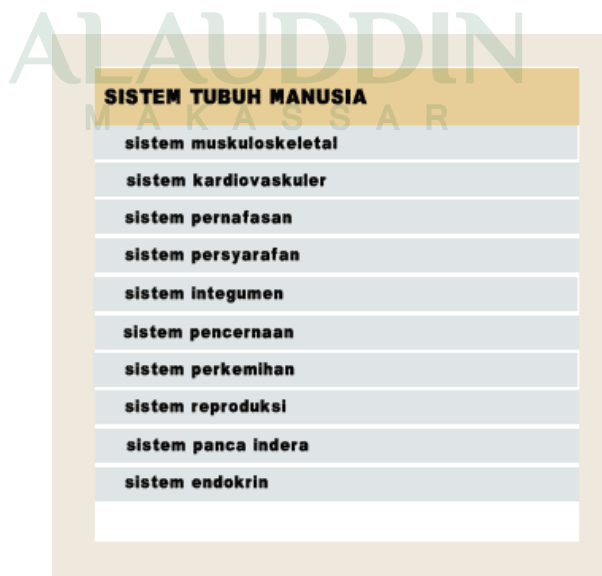 ALAUDDIN
SISTEM TUBUH MANUSIA
MAKASSAR
sistem muskuloskeletal
sistem kardiovaskuler
sistem pernafasan
sistem persyarafan
sistem integumen
sistem pencernaan
sistem perkemihan
sistem reproduksi
sistem panca indera
sistem endokrin